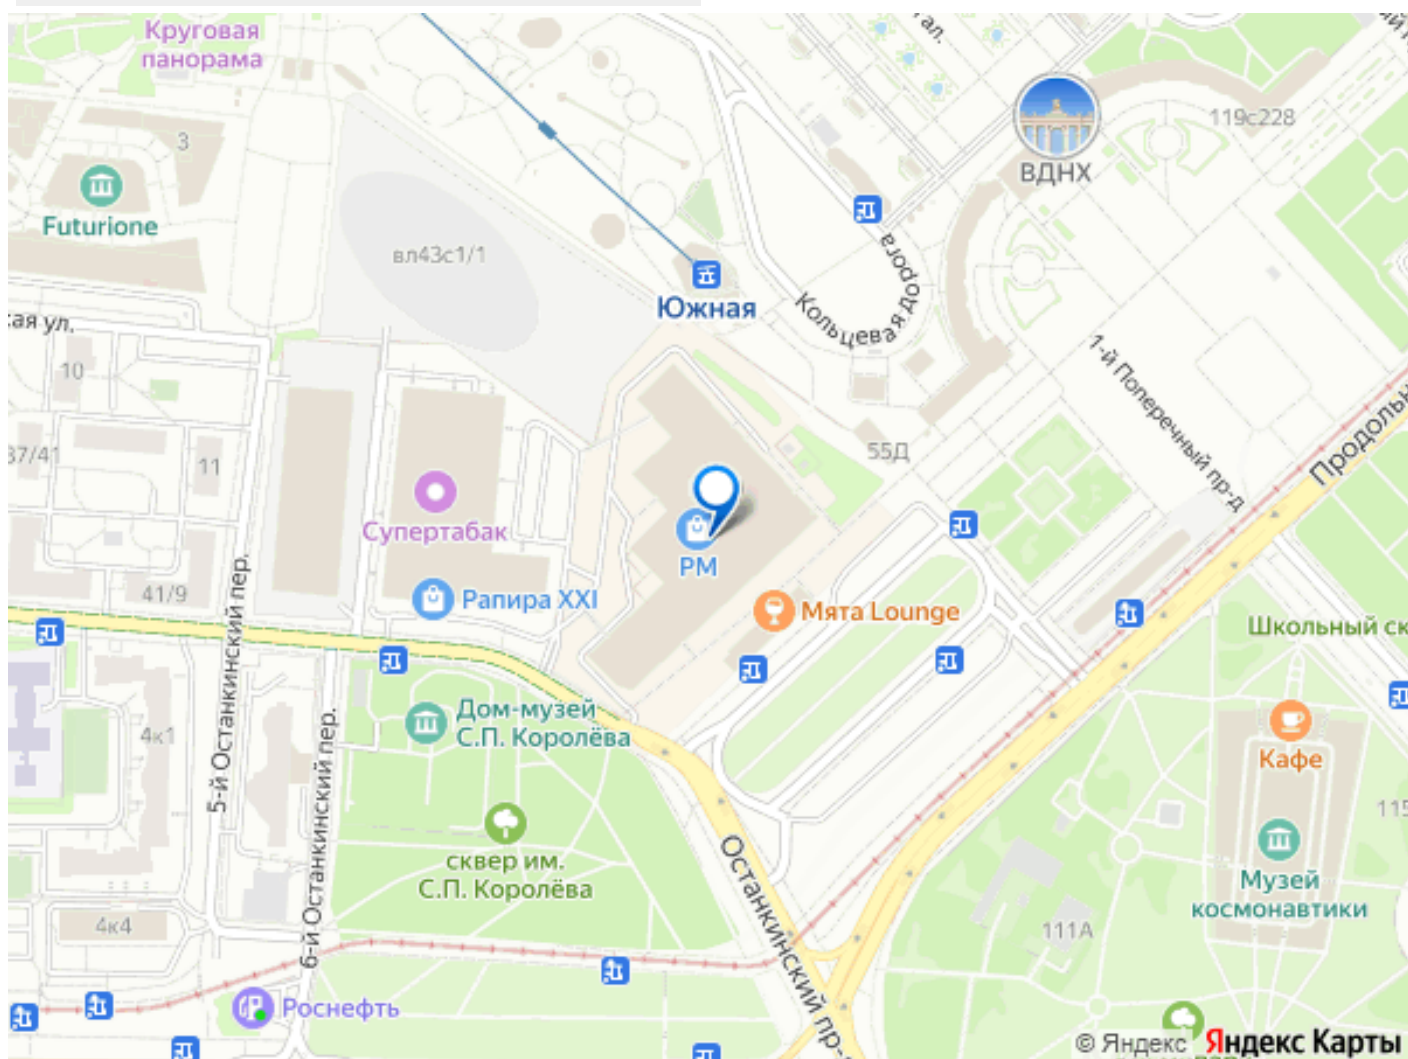 Круговая
панорама
ал.
119с228
ВДНХ
3
Futurione
вл43с1/1
Южная
Кольцевая дорога
ая ул.
10
1-й Поперечный пр-д
Продольн
37/41
11
55Д
Супертабак
РМ
41/9
Рапира XXI
Мята Lounge
Школьный ск
5-й Останкинский пер.
Дом-музей
С.П. Королёва
4к1
6-й Останкинский пер.
Кафе
115
сквер им.
С.П. Королёва
Останкинский пр-
Музей
космонавтики
4к4
111А
Роснефть
© Яндекс Яндекс Карты